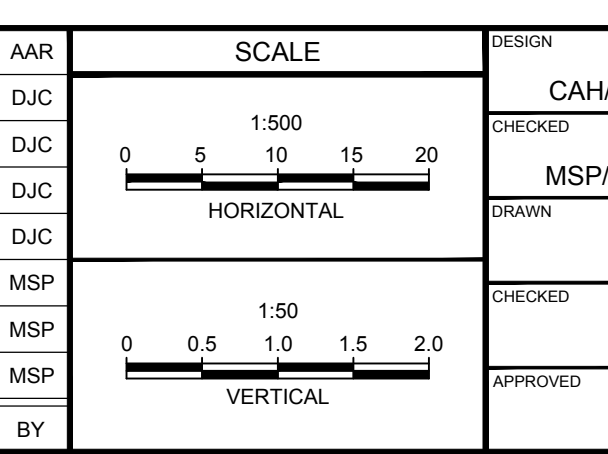 AAR
DJC
DJC
DJC
DJC
MSP
MSP
MSP
BY
SCALE
1:500
0 5 10 15 20
HORIZONTAL
1:50
0 0.5 1.0 1.5 2.0
VERTICAL
DESIGN
CAH/
CHECKED
MSP/
DRAWN
CHECKED
APPROVED